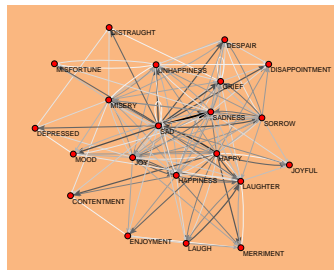 DISTRAUGHT
DESPAIR
MISFORTUNE
UNHAPPINESS
DISAPPOINTMENT
GRIEF
MISERY
SADNESS
SORROW
DEPRESSED
SAD
MOOD
JOY
HAPPY
JOYFUL
HAPPINESS
LAUGHTER
CONTENTMENT
ENJOYMENT
LAUGH
MERRIMENT